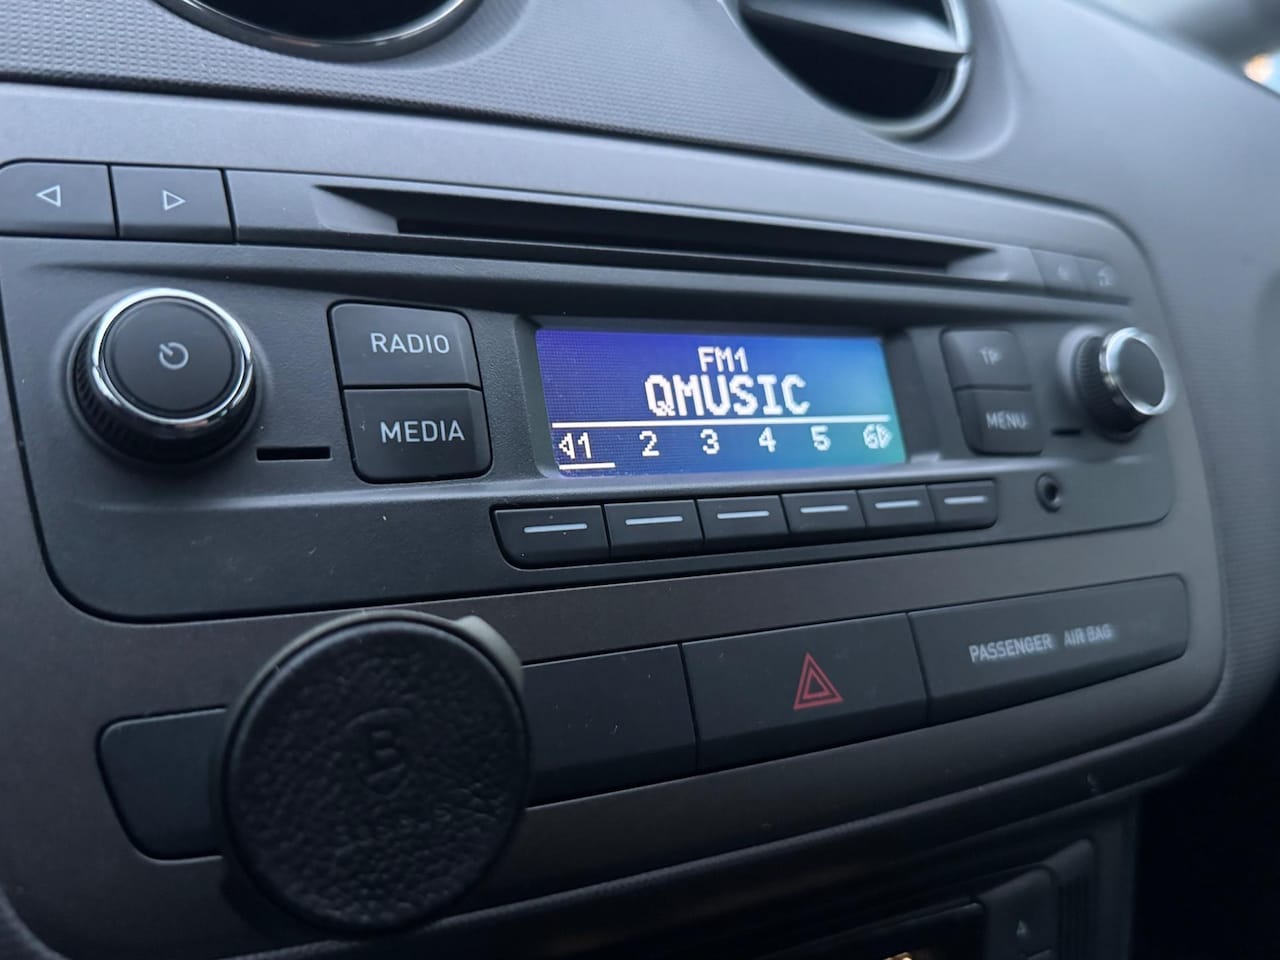 RADIO
MEDIA
FM1
QMUSIC
1 2 3 4 5 6
TP
MENU
PASSENGER AIR BAG